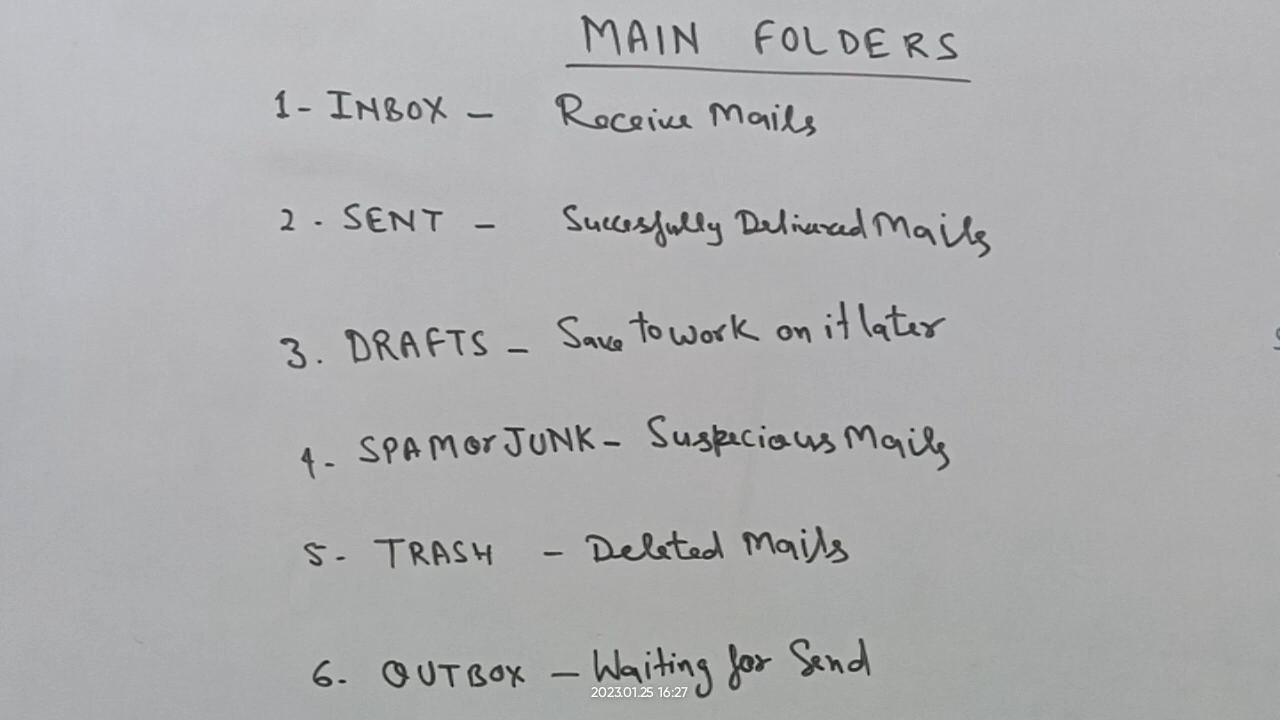 MAIN FOLDERS
1- INBOX - Receive Mails
2. SENT - Succesfully Delivered Mails
3. DRAFTS - Save to work on it later
4- SPAM or JUNK - Suspecious Mails
5- TRASH - Deleted Mails
6. OUTBOX - Waiting for Send
2023.01.25 16:27